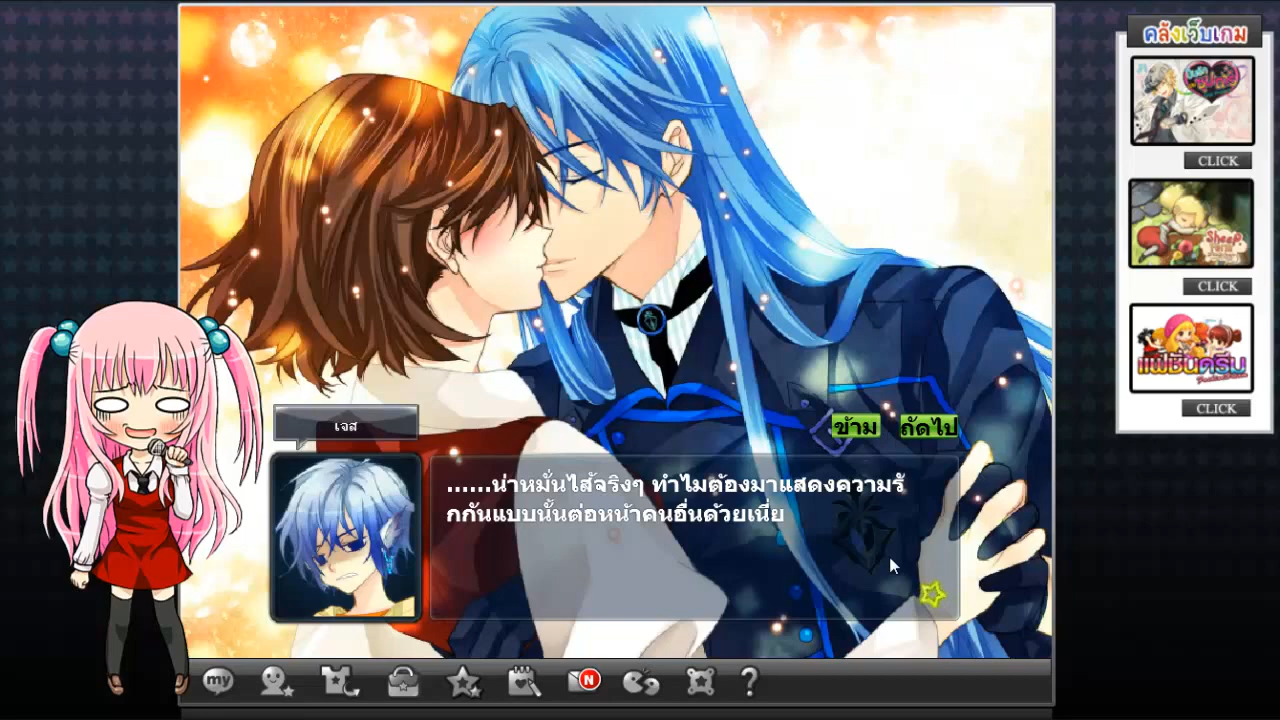 คลังเว็บเกม
CLICK
Sheep
CLICK
แฟชั่นดรีม
CLICK
เจส
ข้าม
ถัดไป
......น่าหมั่นไส้จริงๆ ทำไมต้องมาแสดงความรั
กกันแบบนั้นต่อหน้าคนอื่นด้วยเนี่ย
my
N
?